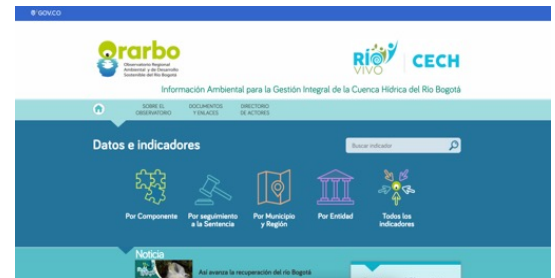 GOV.CO
Orarbo
Observatorio Regional
Ambiental y de Desarrollo
Sostenible del Río Bogotá
RÍO
VIVO
CECH
Información Ambiental para la Gestión Integral de la Cuenca Hídrica del Río Bogotá
SOBRE EL
OBSERVATORIO
DOCUMENTOS
Y ENLACES
DIRECTORIO
DE ACTORES
Datos e indicadores
Buscar indicador
Por Componente
Por seguimiento
a la Sentencia
Por Municipio
y Región
Por Entidad
Todos los
indicadores
Noticia
Así avanza la recuperación del río Bogotá